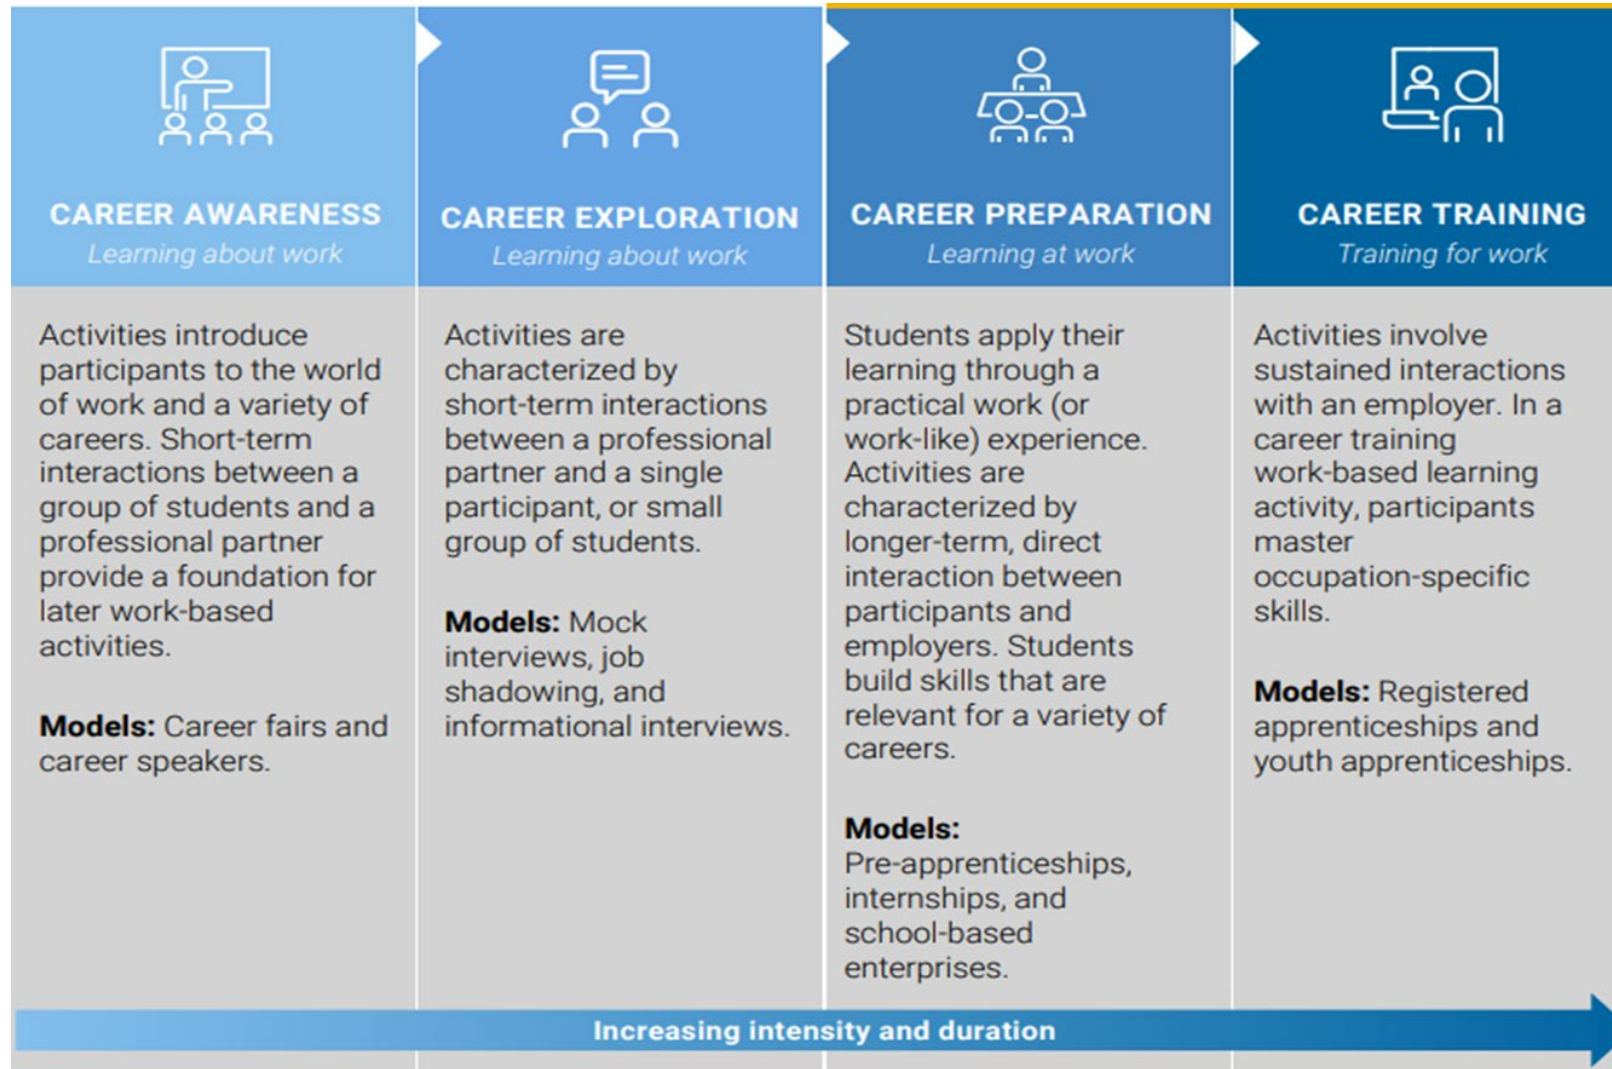 CAREER AWARENESS
Learning about work
Activities introduce
participants to the world
of work and a variety of
careers. Short-term
interactions between a
group of students and a
professional partner
provide a foundation for
later work-based
activities.
Models: Career fairs and
career speakers.
CAREER EXPLORATION
Learning about work
Activities are
characterized by
short-term interactions
between a professional
partner and a single
participant, or small
group of students.
Models: Mock
interviews, job
shadowing, and
informational interviews.
CAREER PREPARATION
Learning at work
Students apply their
learning through a
practical work (or
work-like) experience.
Activities are
characterized by
longer-term, direct
interaction between
participants and
employers. Students
build skills that are
relevant for a variety of
careers.
Models:
Pre-apprenticeships,
internships, and
school-based
enterprises.
CAREER TRAINING
Training for work
Activities involve
sustained interactions
with an employer. In a
career training
work-based learning
activity, participants
master
occupation-specific
skills.
Models: Registered
apprenticeships and
youth apprenticeships.
Increasing intensity and duration